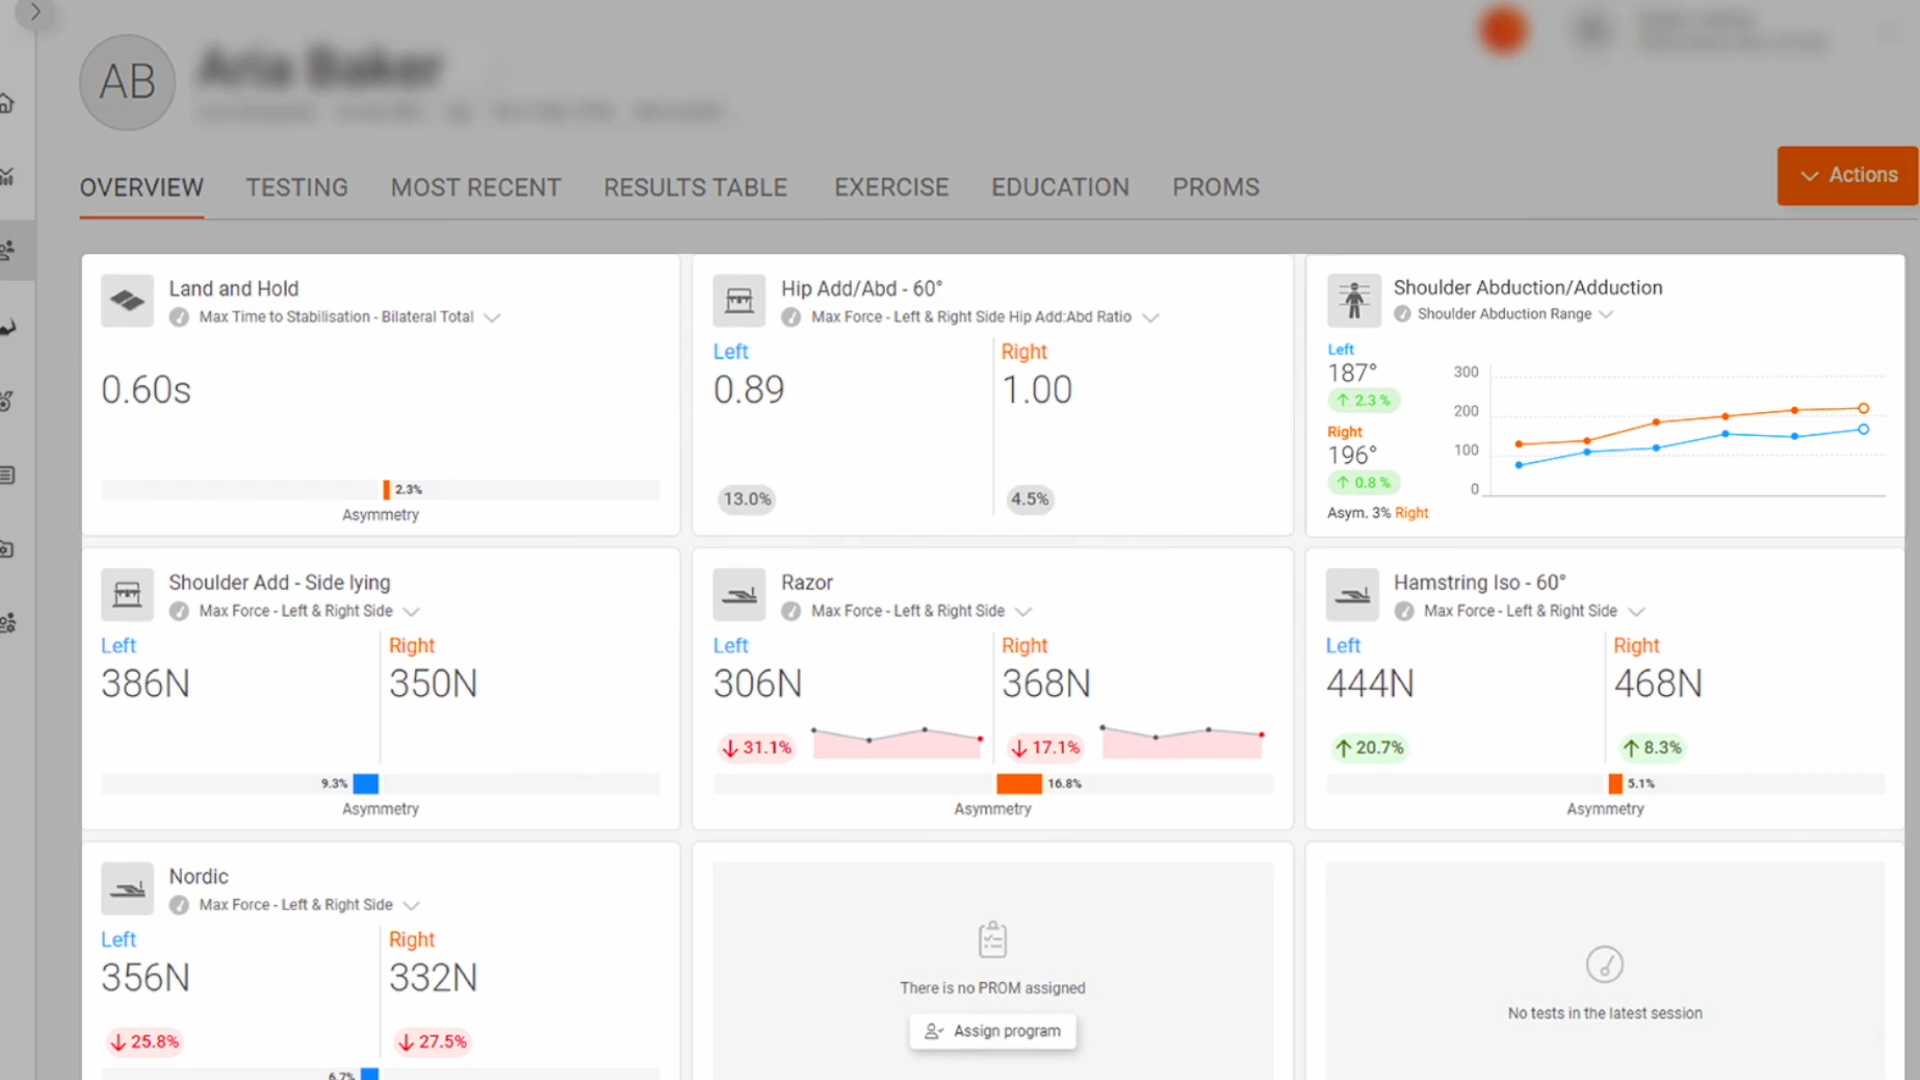 AB Aria Baker
OVERVIEW TESTING MOST RECENT RESULTS TABLE EXERCISE EDUCATION PROMS
Actions
Land and Hold
Max Time to Stabilisation - Bilateral Total
0.60s
2.3%
Asymmetry
Hip Add/Abd - 60°
Max Force - Left & Right Side Hip Add:Abd Ratio
Left Right
0.89 1.00
13.0% 4.5%
Shoulder Abduction/Adduction
Shoulder Abduction Range
Left
187°
2.3 %
Right
196°
0.8 %
Asym. 3% Right
300
200
100
0
Shoulder Add - Side lying
Max Force - Left & Right Side
Left Right
386N 350N
9.3%
Asymmetry
Razor
Max Force - Left & Right Side
Left Right
306N 368N
31.1% 17.1%
16.8%
Asymmetry
Hamstring Iso - 60°
Max Force - Left & Right Side
Left Right
444N 468N
20.7% 8.3%
5.1%
Asymmetry
Nordic
Max Force - Left & Right Side
Left Right
356N 332N
25.8% 27.5%
6.7%
There is no PROM assigned
Assign program
No tests in the latest session